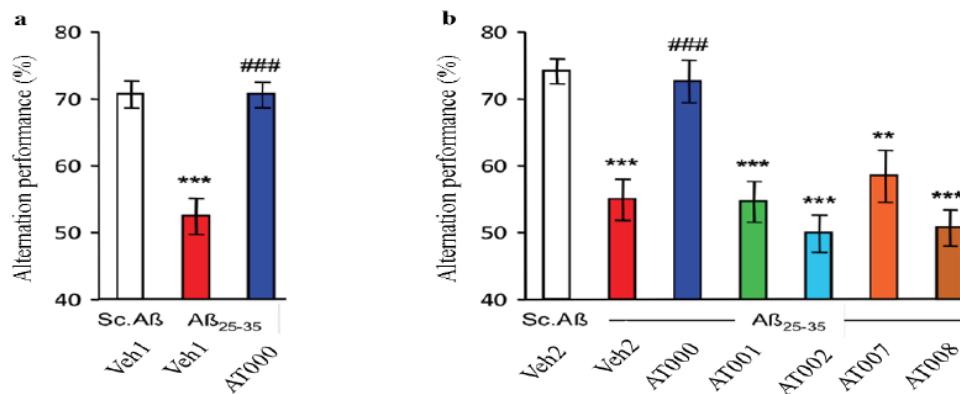 a
Alternation performance (%)
80
70
60
50
40
###
***
Sc.Aß Aß25-35
Veh1 Veh1 AT000
b
Alternation performance (%)
80
70
60
50
40
###
***
***
***
**
***
Sc.Aß Aß25-35
Veh2 Veh2 AT000 AT001 AT002 AT007 AT008